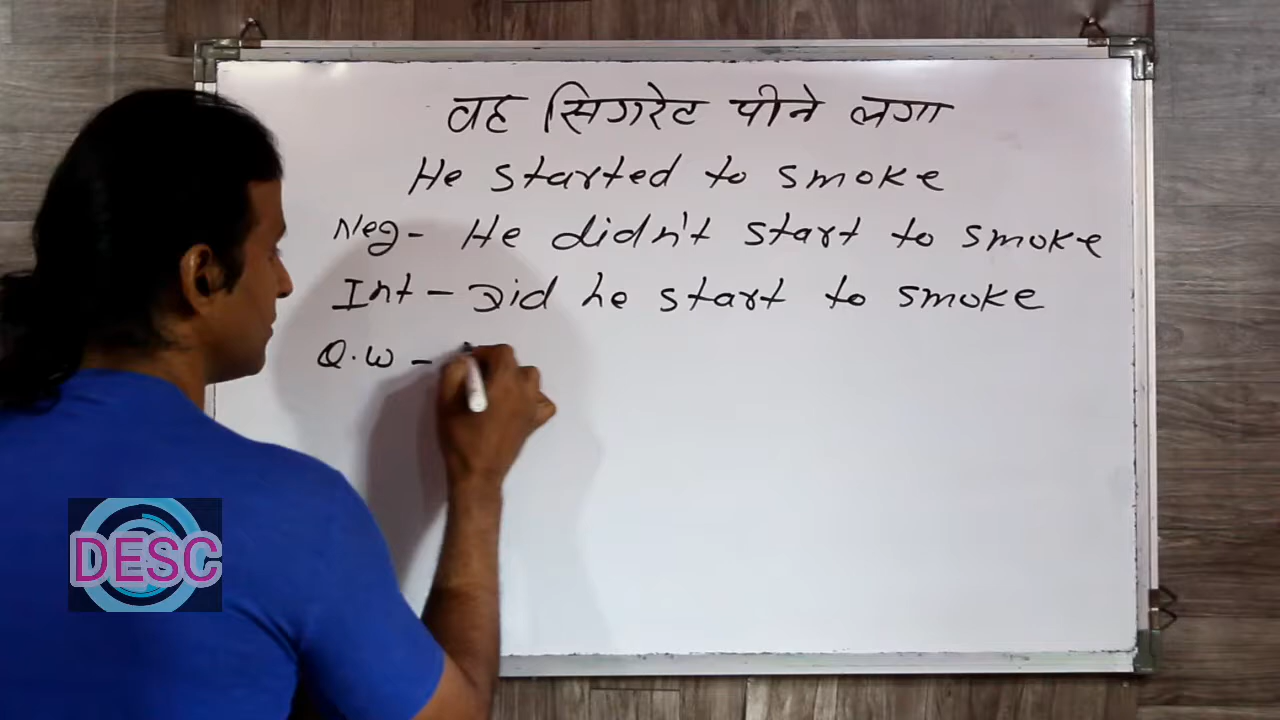 वह सिगरेट पीने लगा
He started to smoke
Neg- He didn't start to smoke
Int- Did he start to smoke
Q.W -
DESC